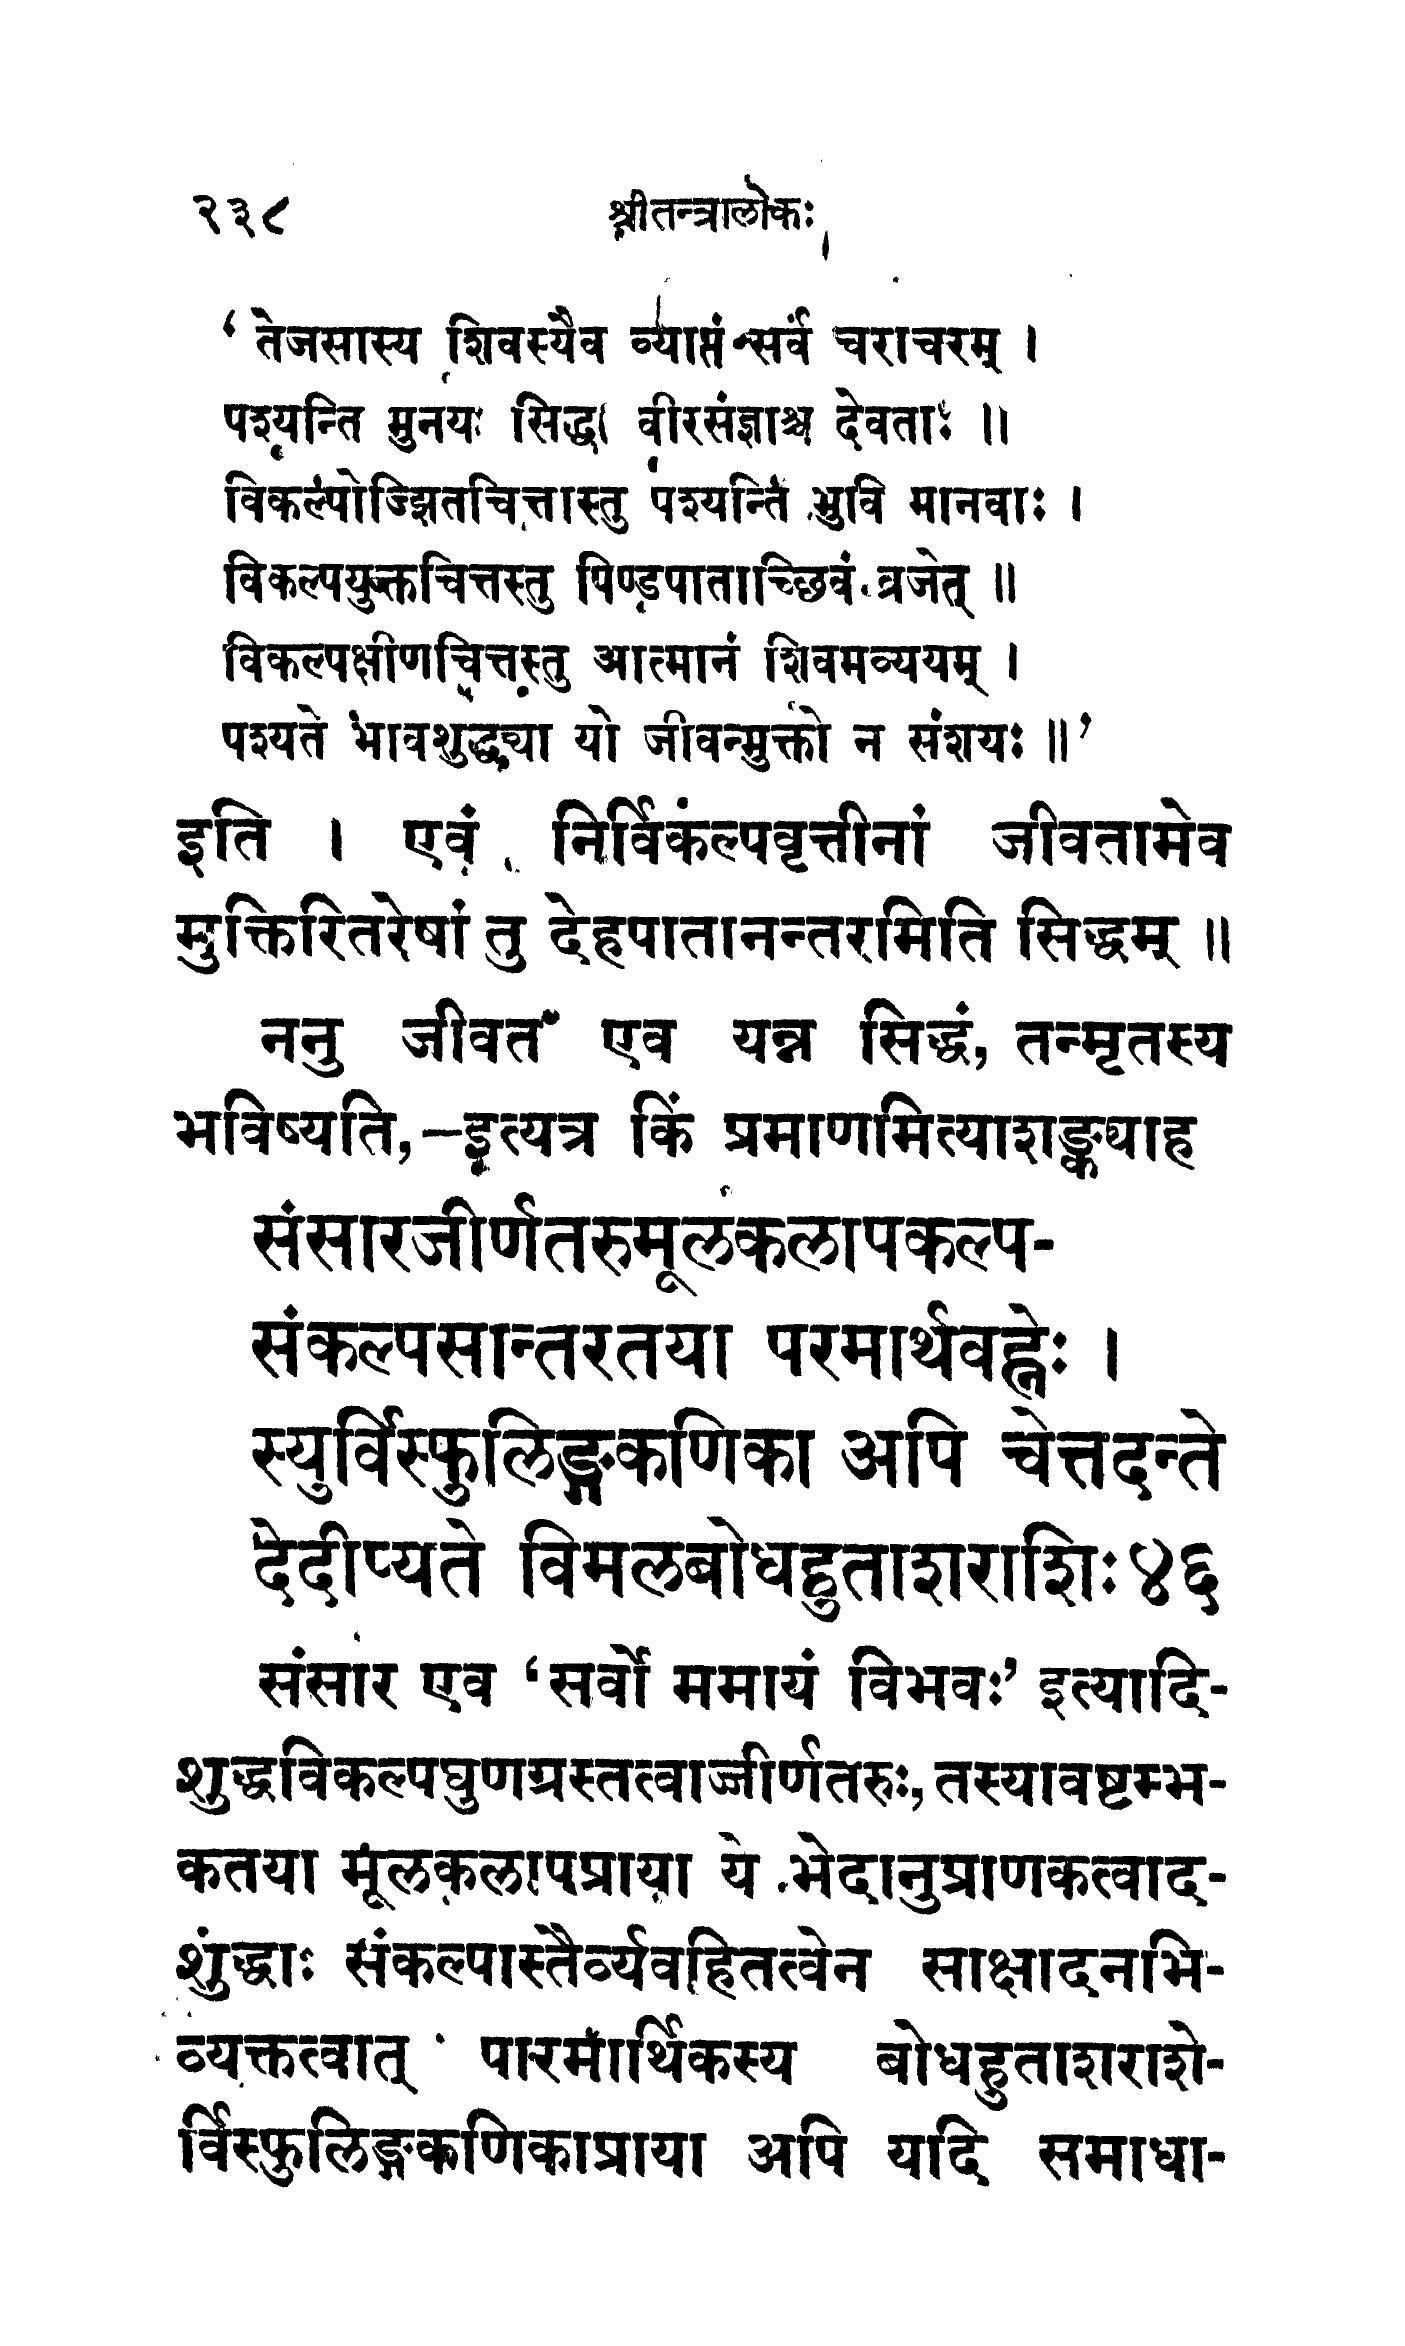 २३८ श्रीतन्त्रालोकः
‘ तेजसास्य शिवस्यैव व्याप्तं सर्वं चराचरम् ।
पश्यन्ति मुनयः सिद्धा वीरसंज्ञाश्च देवताः ॥
विकल्पोज्झितचित्तास्तु पश्यन्ति भुवि मानवाः ।
विकल्पयुक्तचित्तस्तु पिण्डपाताच्छिवं व्रजेत् ॥
विकल्पक्षीणचित्तस्तु आत्मानं शिवमव्ययम् ।
पश्यते भावशुद्ध्या यो जीवन्मुक्तो न संशयः ॥’
इति । एवं निर्विकल्पवृत्तीनां जीवतामेव
मुक्तिरितरेषां तु देहपातानन्तरमिति सिद्धम् ॥
ननु जीवत एव यन्न सिद्धं, तन्मृतस्य
भविष्यति,—इत्यत्र किं प्रमाणमित्याशङ्क्याह
संसारजीर्णतरुमूलकलापकल्प-
संकल्पसान्तरतया परमार्थवह्नेः ।
स्युर्विस्फुलिङ्गकणिका अपि चेत्तदन्ते
देदीप्यते विमलबोधहुताशराशिः४६
संसार एव ‘सर्वो ममायं विभवः’ इत्यादि-
शुद्धविकल्पघुणग्रस्तत्वाज्जीर्णतरुः, तस्यावष्टम्भ-
कतया मूलकलापप्राया ये भेदानुप्राणकत्वाद-
शुद्धाः संकल्पास्तैर्व्यवहितत्वेन साक्षादनभि-
व्यक्तत्वात् पारमार्थिकस्य बोधहुताशराशे-
र्विस्फुलिङ्गकणिकाप्राया अपि यदि समाधा-